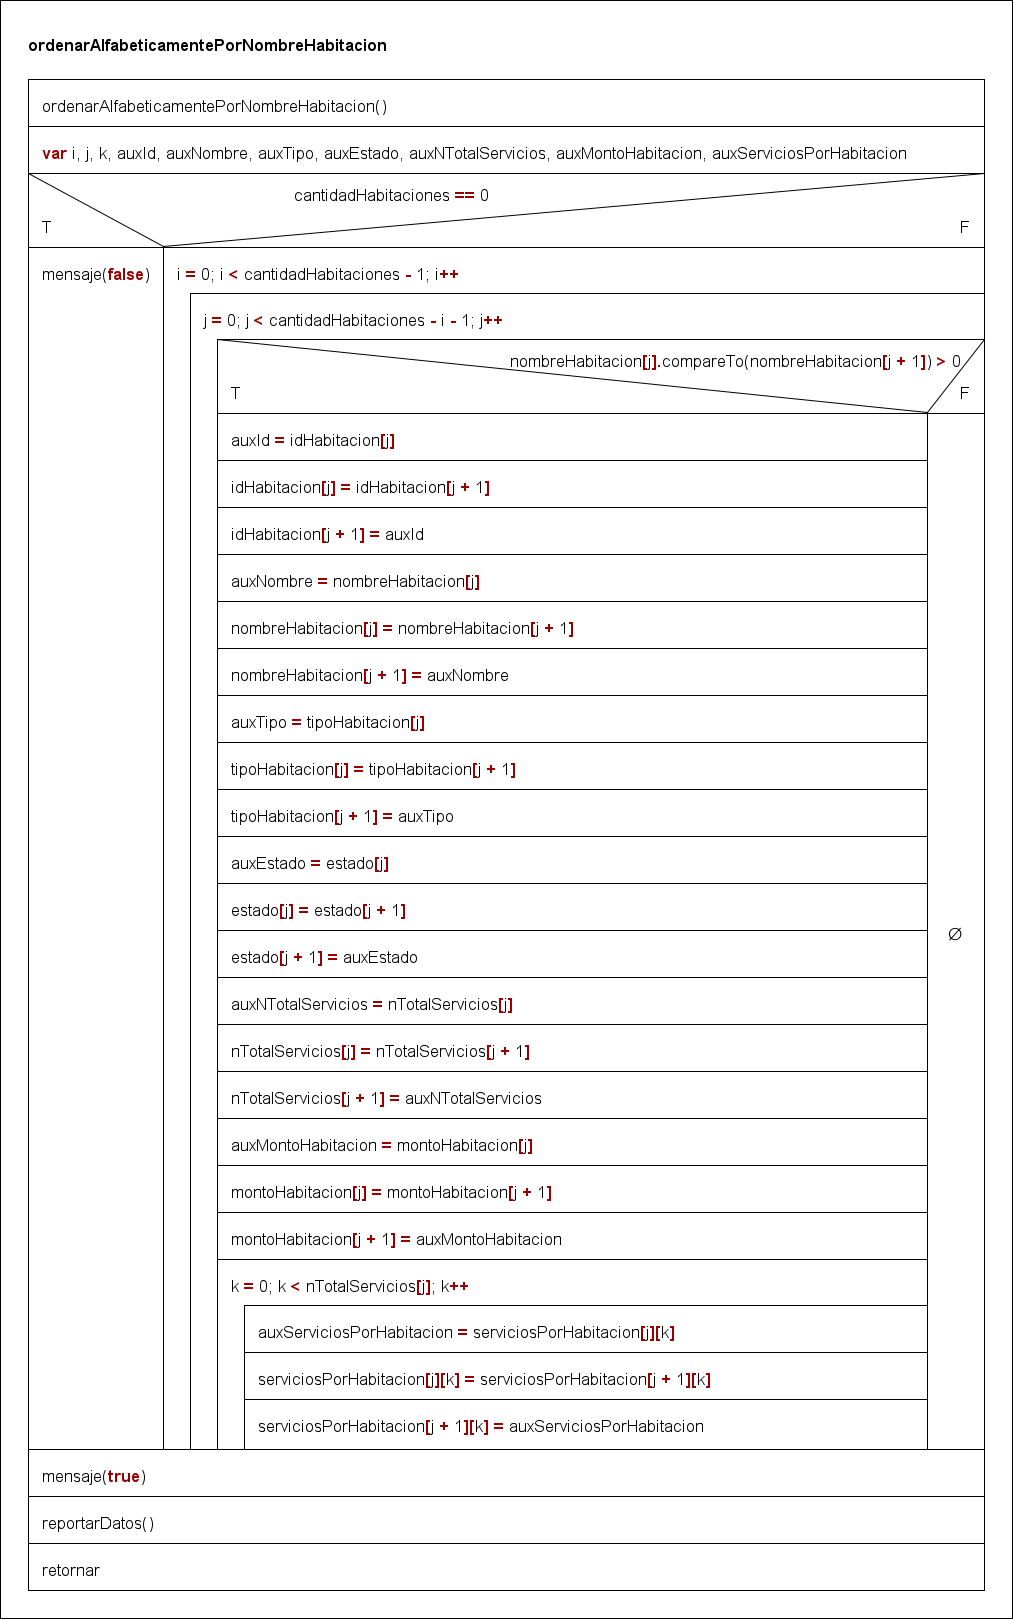 ordenarAlfabeticamentePorNombreHabitacion
ordenarAlfabeticamentePorNombreHabitacion()
var i, j, k, auxId, auxNombre, auxTipo, auxEstado, auxNTotalServicios, auxMontoHabitacion, auxServiciosPorHabitacion
cantidadHabitaciones == 0
T F
mensaje(false) i = 0; i < cantidadHabitaciones - 1; i++
j = 0; j < cantidadHabitaciones - i - 1; j++
nombreHabitacion[j].compareTo(nombreHabitacion[j + 1]) > 0
T F
auxId = idHabitacion[j]
idHabitacion[j] = idHabitacion[j + 1]
idHabitacion[j + 1] = auxId
auxNombre = nombreHabitacion[j]
nombreHabitacion[j] = nombreHabitacion[j + 1]
nombreHabitacion[j + 1] = auxNombre
auxTipo = tipoHabitacion[j]
tipoHabitacion[j] = tipoHabitacion[j + 1]
tipoHabitacion[j + 1] = auxTipo
auxEstado = estado[j]
estado[j] = estado[j + 1]
∅
estado[j + 1] = auxEstado
auxNTotalServicios = nTotalServicios[j]
nTotalServicios[j] = nTotalServicios[j + 1]
nTotalServicios[j + 1] = auxNTotalServicios
auxMontoHabitacion = montoHabitacion[j]
montoHabitacion[j] = montoHabitacion[j + 1]
montoHabitacion[j + 1] = auxMontoHabitacion
k = 0; k < nTotalServicios[j]; k++
auxServiciosPorHabitacion = serviciosPorHabitacion[j][k]
serviciosPorHabitacion[j][k] = serviciosPorHabitacion[j + 1][k]
serviciosPorHabitacion[j + 1][k] = auxServiciosPorHabitacion
mensaje(true)
reportarDatos()
retornar